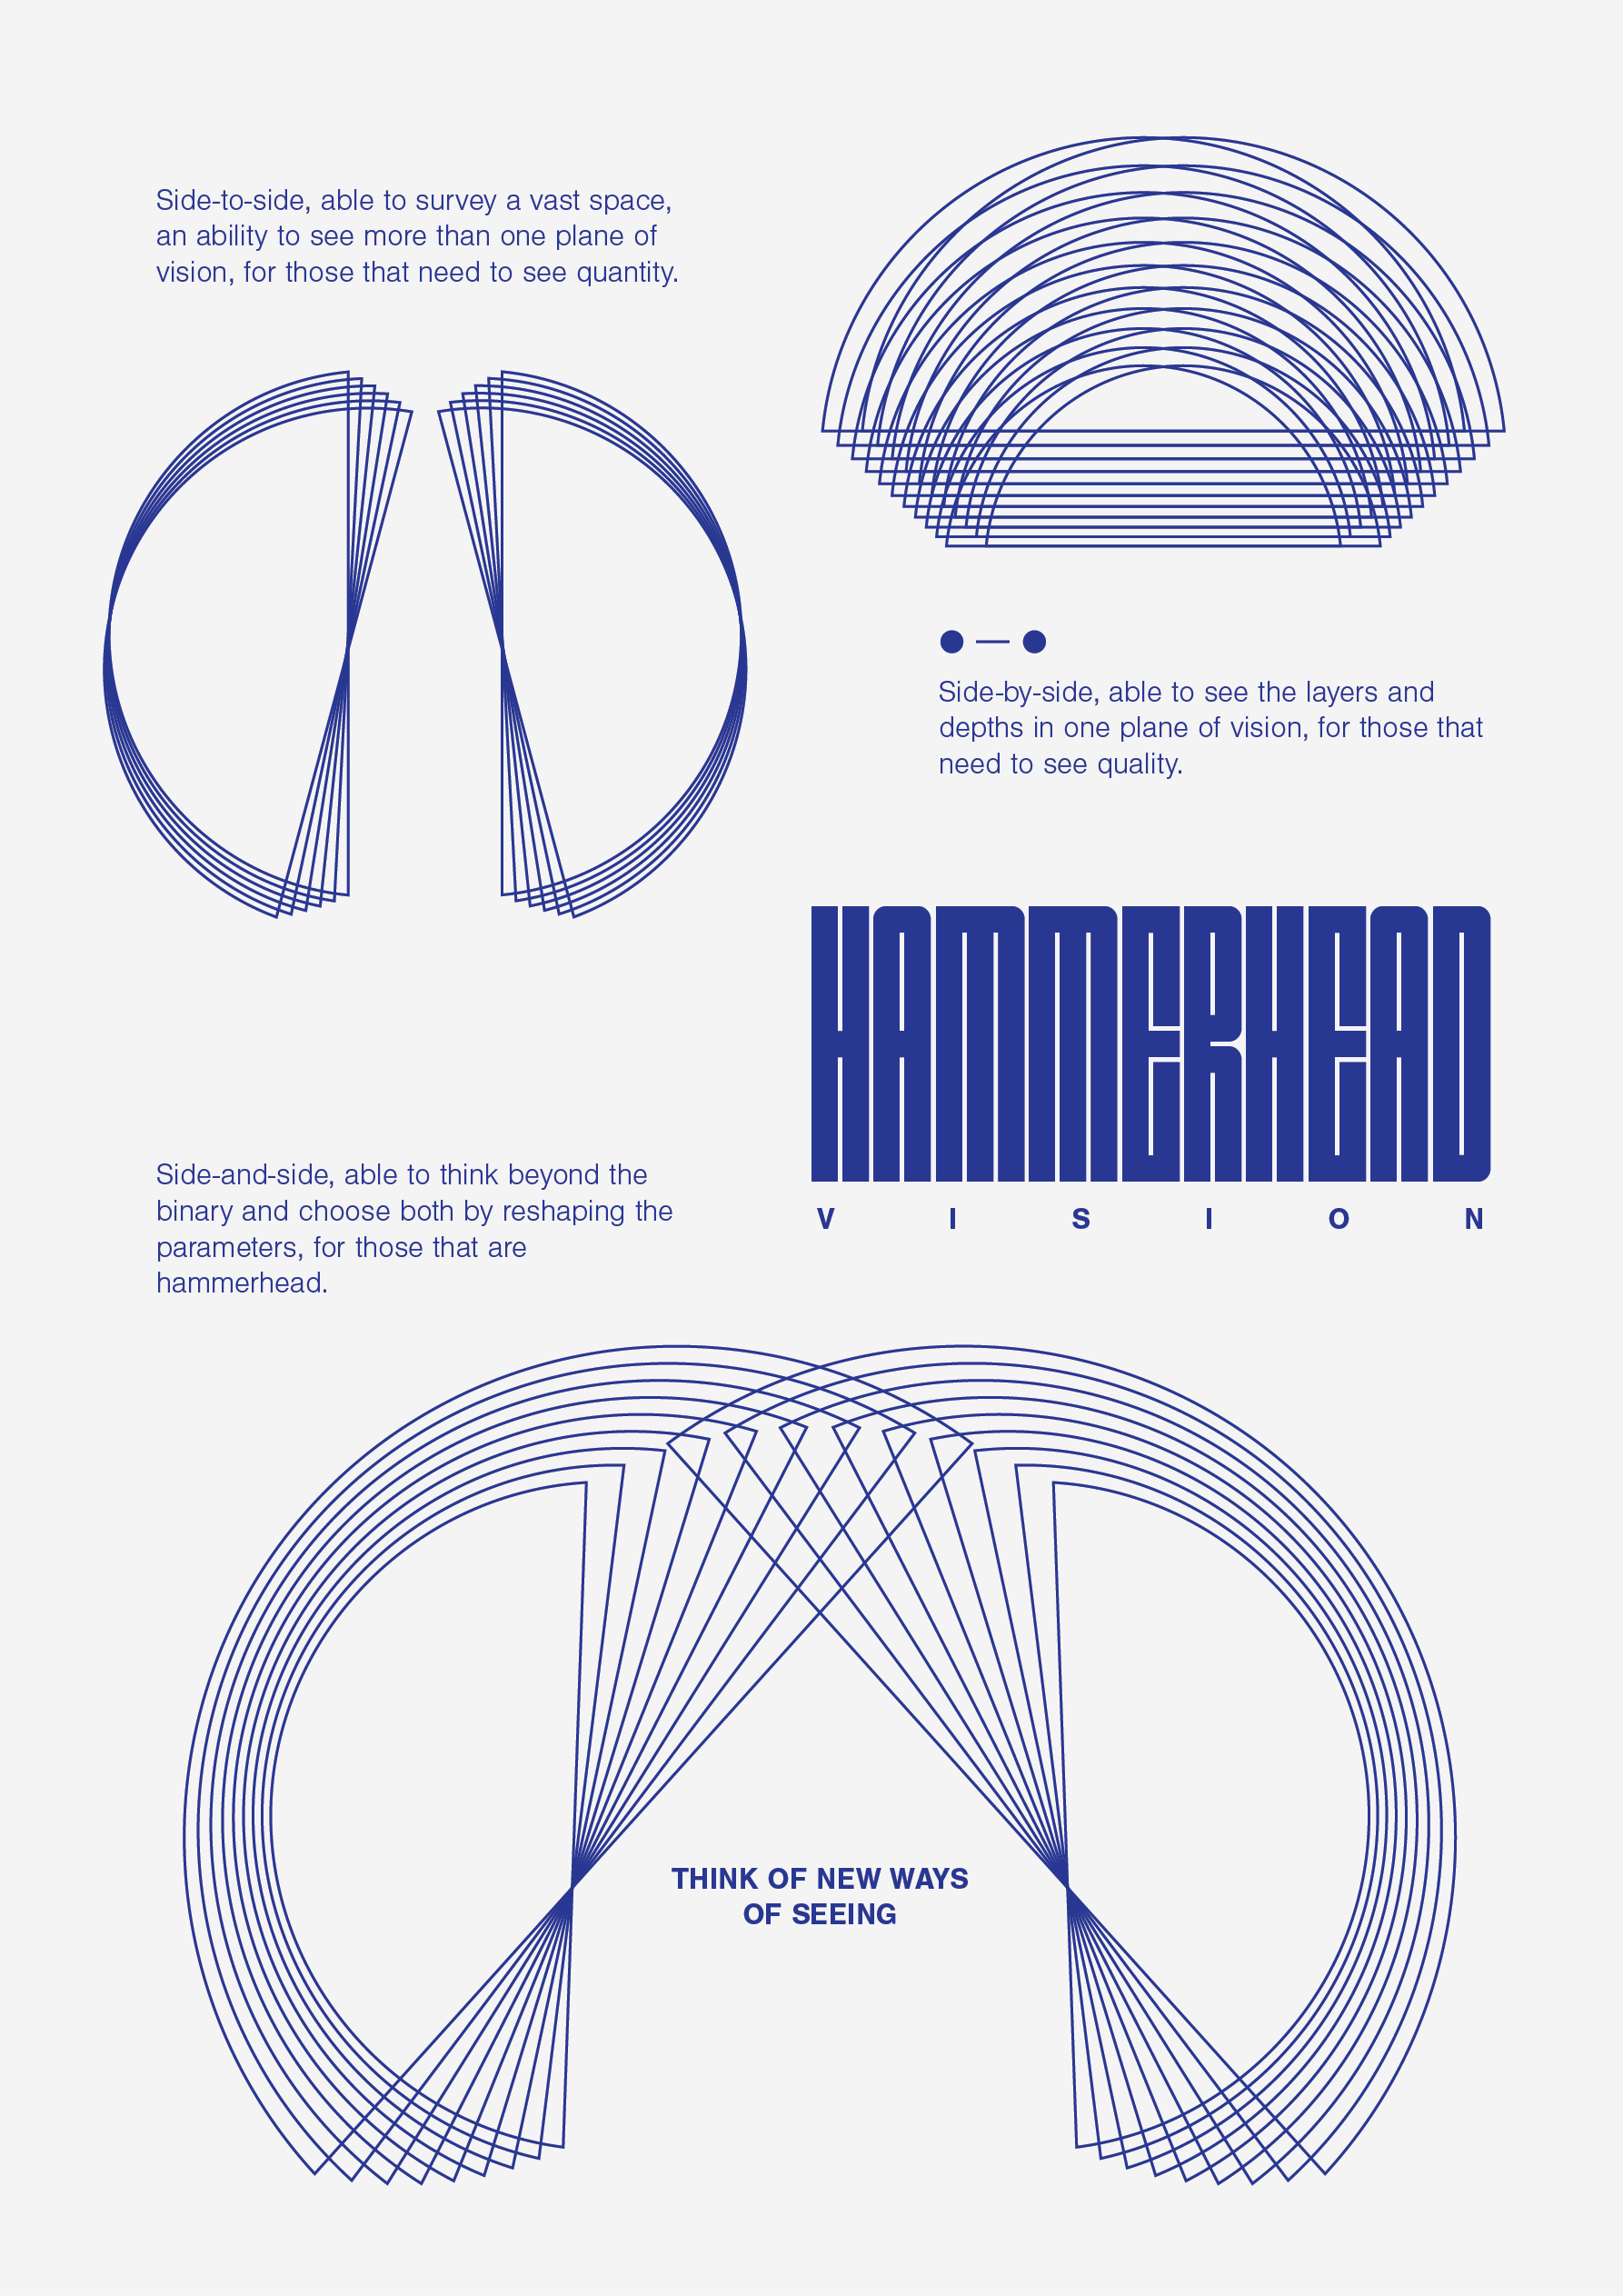 Side-to-side, able to survey a vast space,
an ability to see more than one plane of
vision, for those that need to see quantity.
Side-by-side, able to see the layers and
depths in one plane of vision, for those that
need to see quality.
HAMMERHEAD
VISION
Side-and-side, able to think beyond the
binary and choose both by reshaping the
parameters, for those that are
hammerhead.
THINK OF NEW WAYS
OF SEEING